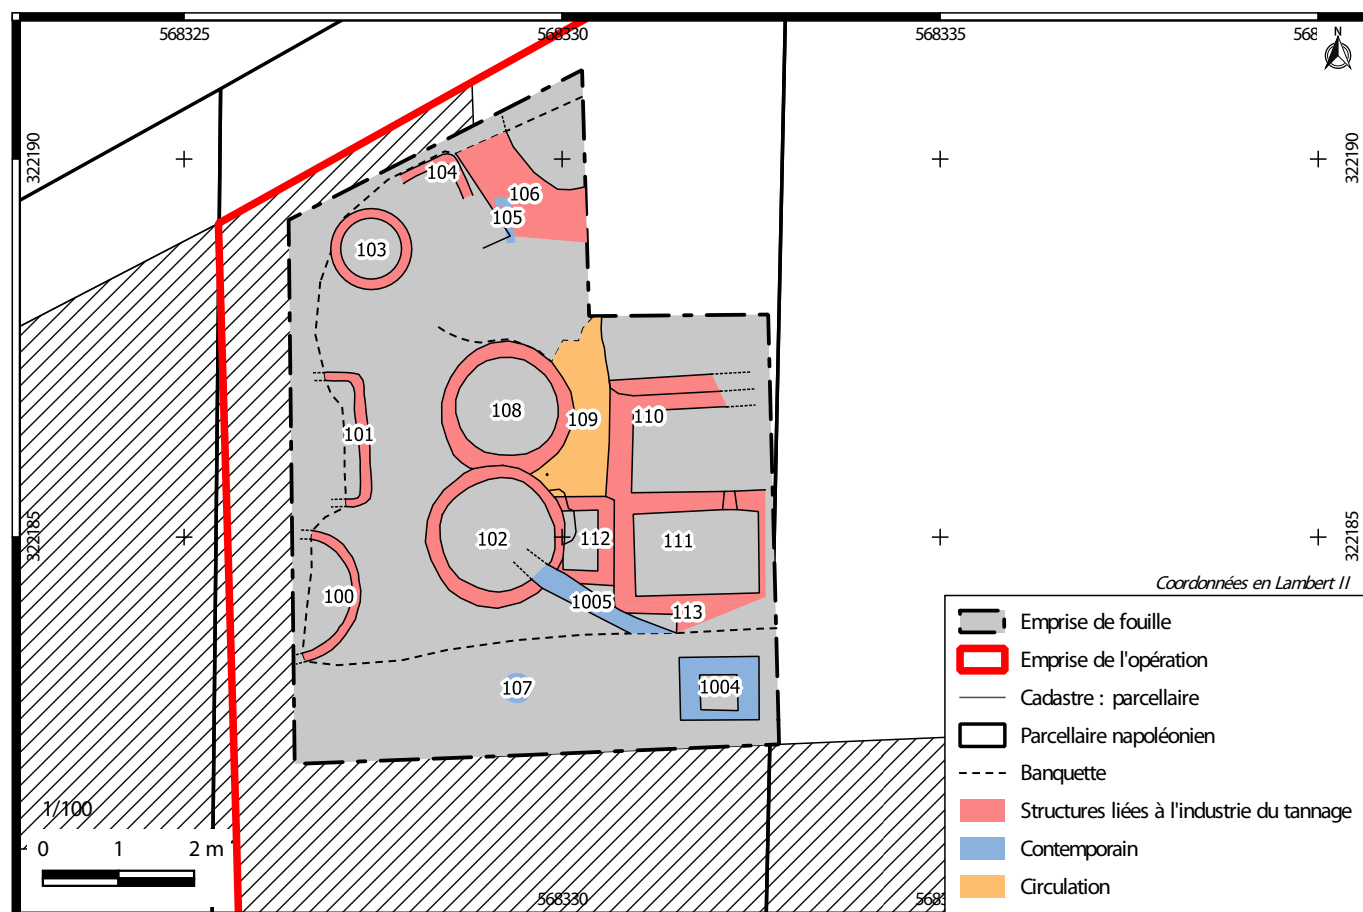 568325
568330
568335
568
N
322190
322190
104
106
105
103
108
109
110
101
322185
322185
102
112
111
100
1005
113
107
1004
Coordonnées en Lambert II
Emprise de fouille
Emprise de l'opération
Cadastre : parcellaire
Parcellaire napoléonien
Banquette
Structures liées à l'industrie du tannage
Contemporain
Circulation
1/100
0 1 2 m
568330
568